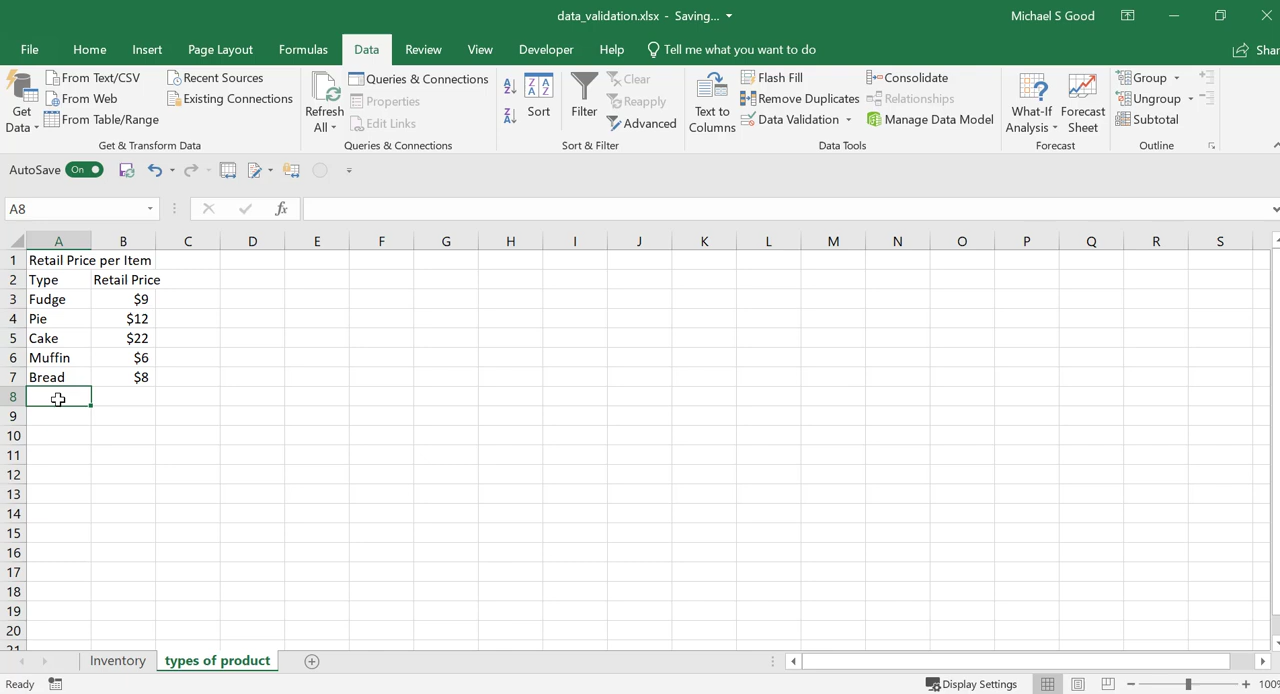 data_validation.xlsx - Saving...
Michael S Good
File Home Insert Page Layout Formulas Data Review View Developer Help Tell me what you want to do
Get Data
From Text/CSV
From Web
From Table/Range
Recent Sources
Existing Connections
Get & Transform Data
Refresh All
Queries & Connections
Properties
Edit Links
Queries & Connections
Sort
Filter
Clear
Reapply
Advanced
Sort & Filter
Text to Columns
Flash Fill
Remove Duplicates
Data Validation
Consolidate
Relationships
Manage Data Model
Data Tools
What-If Analysis
Forecast Sheet
Forecast
Group
Ungroup
Subtotal
Outline
AutoSave On
A8 fx
A B C D E F G H I J K L M N O P Q R S
1 Retail Price per Item
2 Type Retail Price
3 Fudge $9
4 Pie $12
5 Cake $22
6 Muffin $6
7 Bread $8
8
9
10
11
12
13
14
15
16
17
18
19
20
Inventory types of product
Ready Display Settings